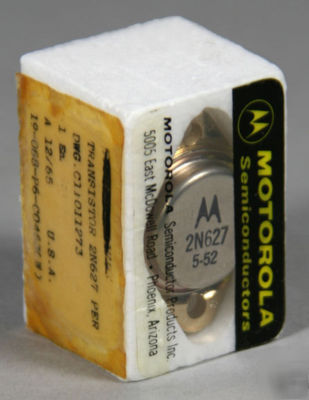 TRANSISTOR 2N627 PER
DWG C11011273
1 Ea.
A 12/65 U.S.A.
MOTOROLA Semiconductor Products Inc.
5005 East McDowell Road • Phoenix, Arizona
2N627
5-52
MOTOROLA
Semiconductors